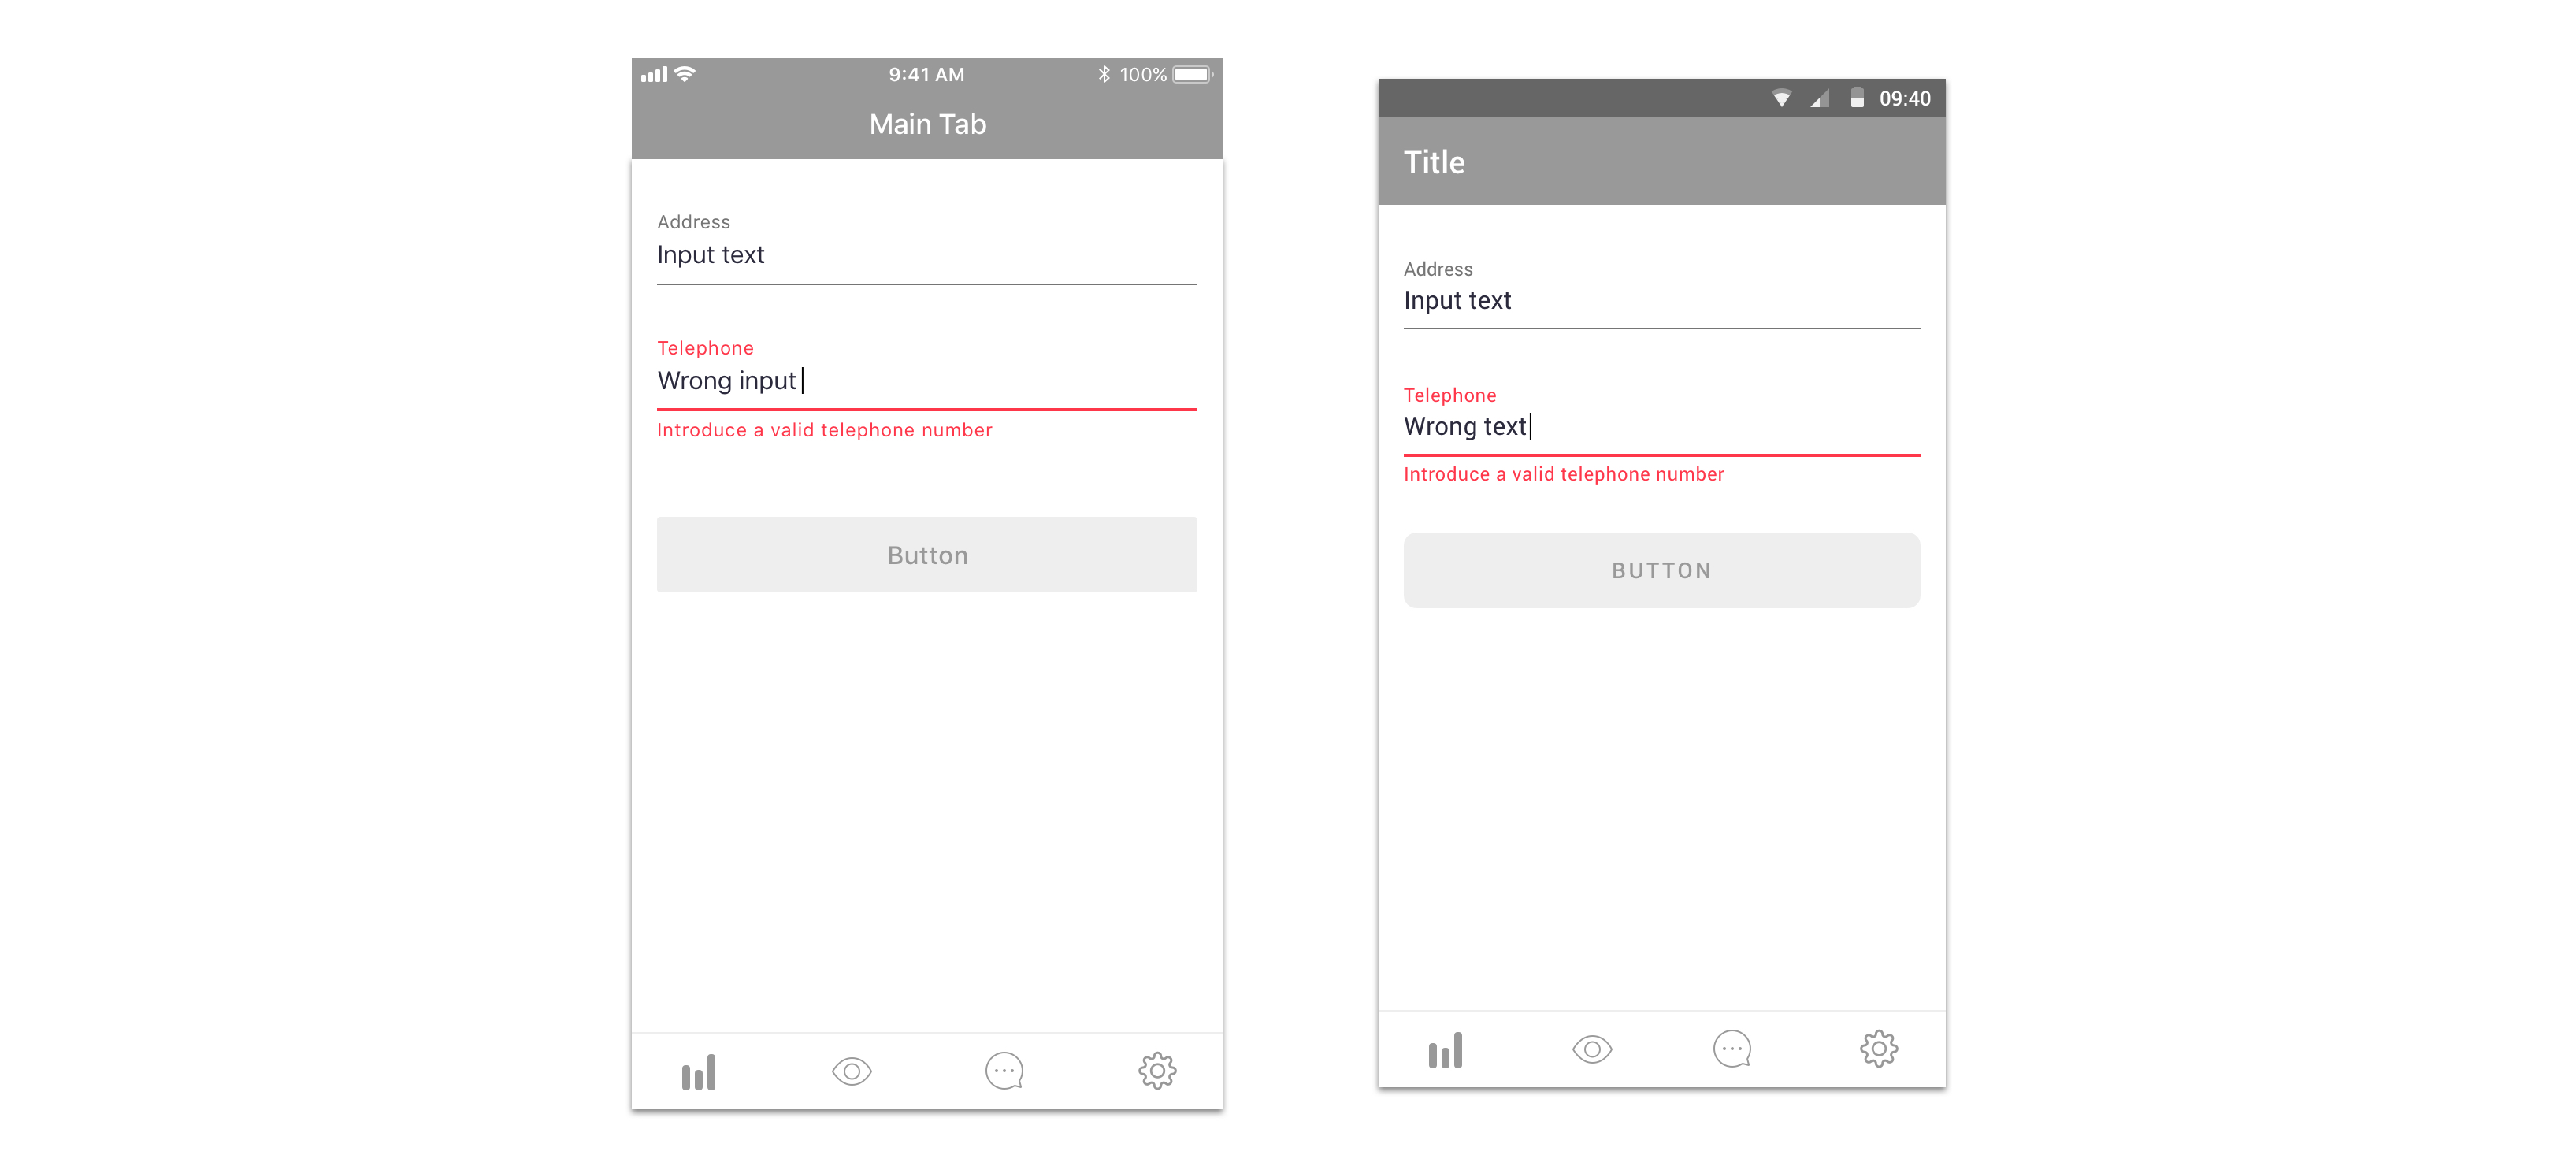 9:41 AM
100%
Main Tab
Address
Input text
Telephone
Wrong input
Introduce a valid telephone number
Button
09:40
Title
Address
Input text
Telephone
Wrong text
Introduce a valid telephone number
BUTTON